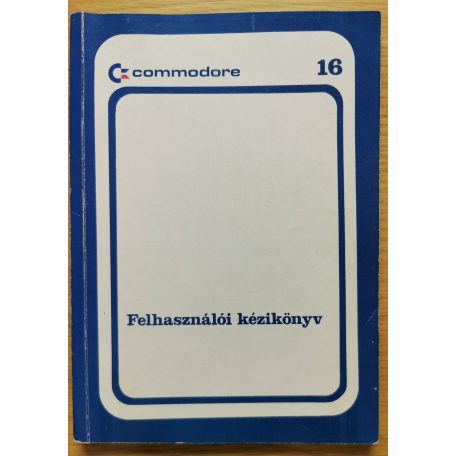 commodore 16
Felhasználói kézikönyv